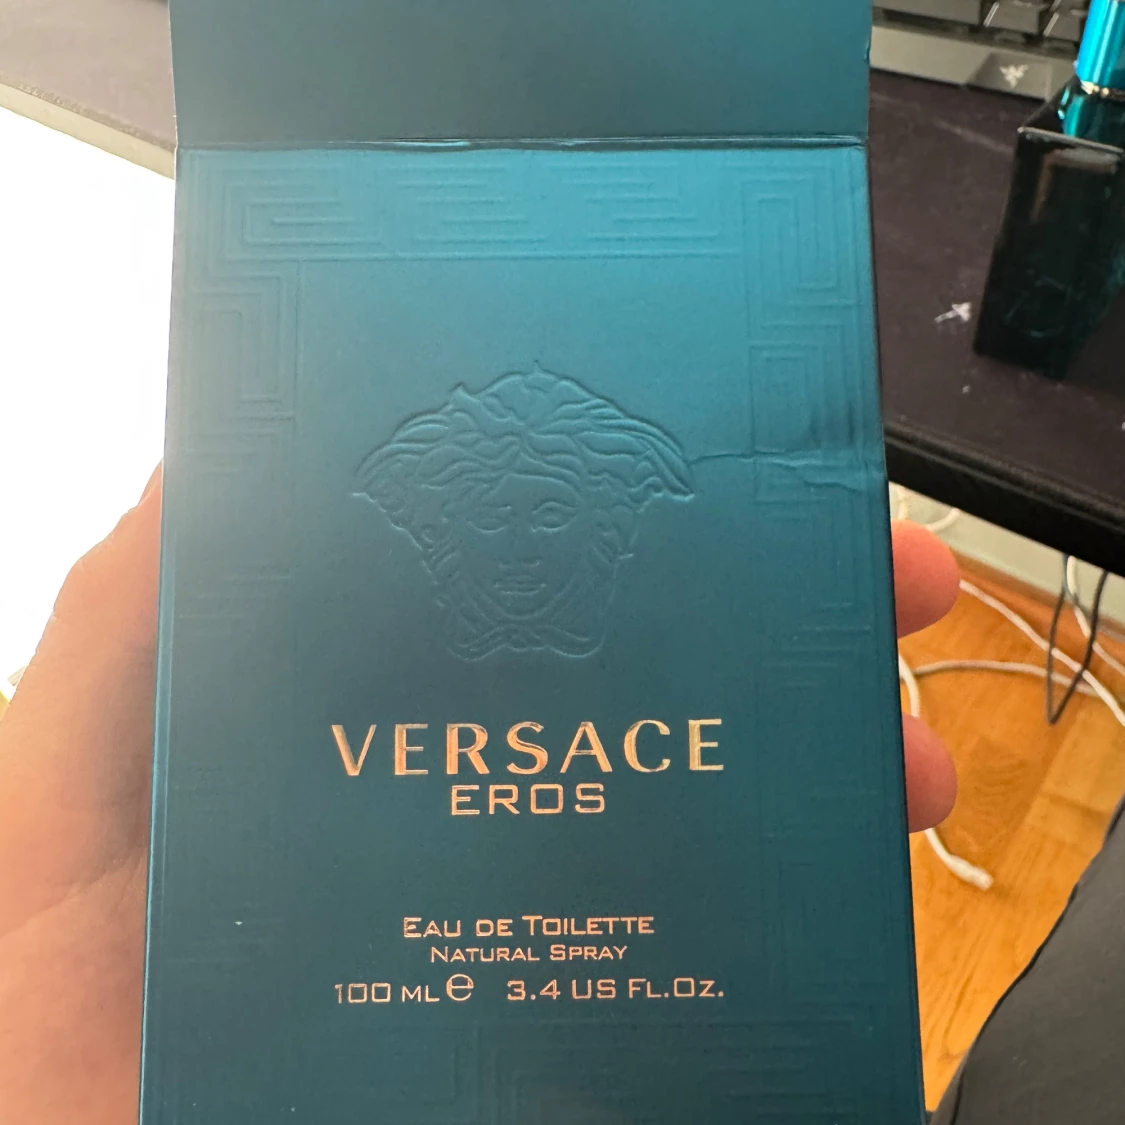 VERSACE
EROS
EAU DE TOILETTE
NATURAL SPRAY
100 ML e 3.4 US FL.OZ.